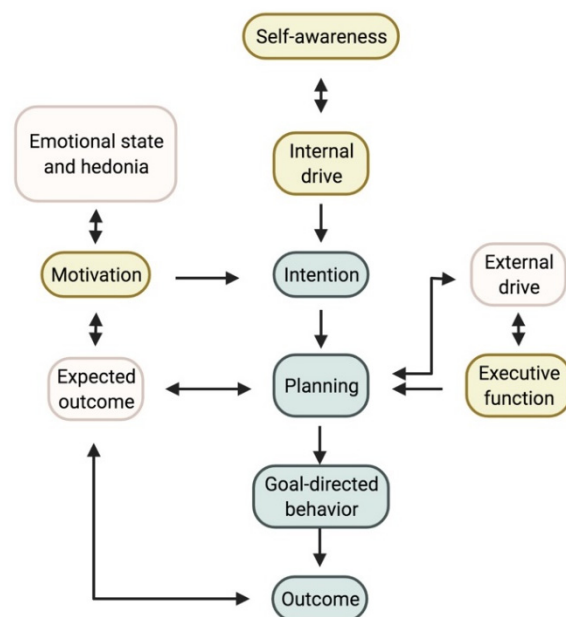 Self-awareness
Emotional state
and hedonia
Internal
drive
Motivation
Intention
External
drive
Expected
outcome
Planning
Executive
function
Goal-directed
behavior
Outcome